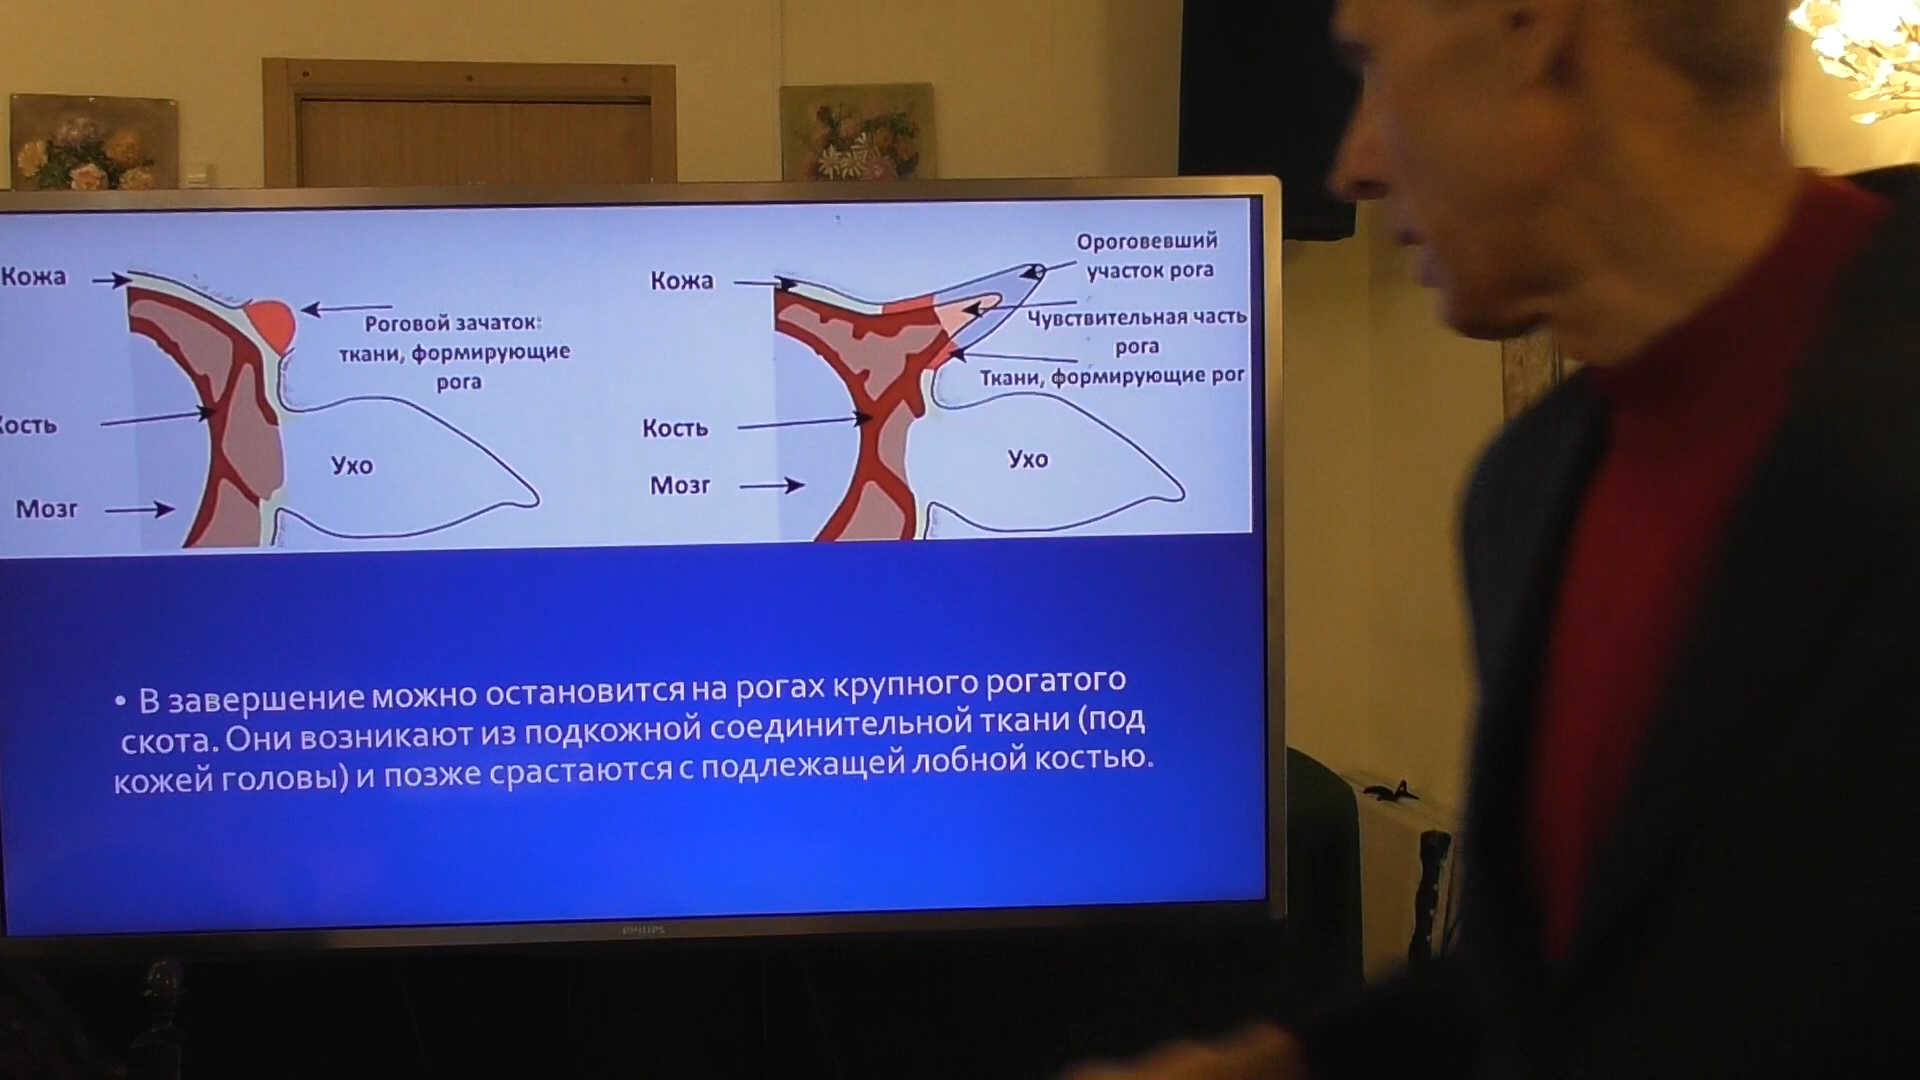 Кожа
Роговой зачаток:
ткани, формирующие
рога
Мозг
Ухо
Кожа
Ороговевший
участок рога
Чувствительная часть
рога
Ткани, формирующие рог
Кость
Мозг
Ухо
• В завершение можно остановится на рогах крупного рогатого
скота. Они возникают из подкожной соединительной ткани (под
кожей головы) и позже срастаются с подлежащей лобной костью.
PHILIPS